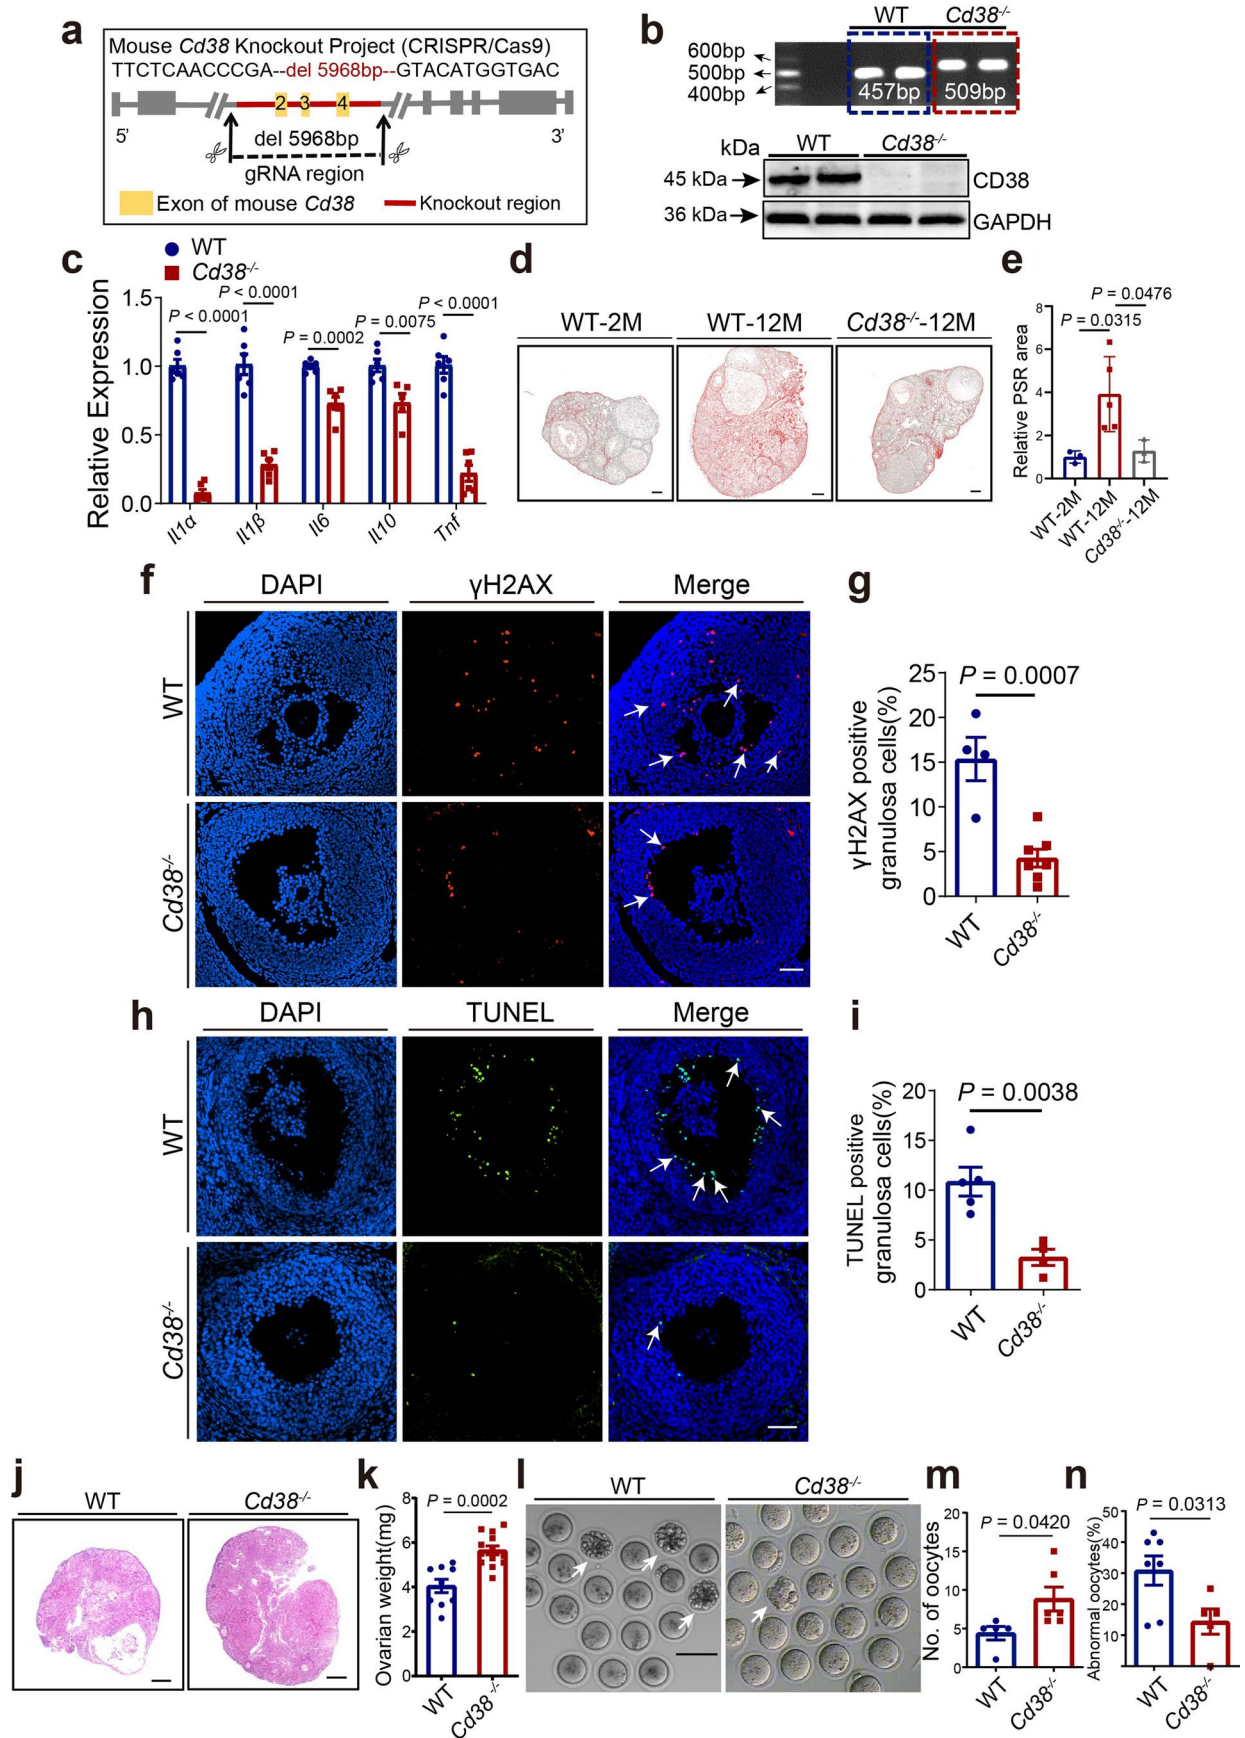 a
Mouse Cd38 Knockout Project (CRISPR/Cas9)
TTCTCAACCCGA--del 5968bp--GTACATGGTGAC
2 3 4
5’ 3’
del 5968bp
gRNA region
Exon of mouse Cd38
Knockout region
b
WT Cd38-/-
600bp
500bp
400bp
457bp 509bp
kDa WT Cd38-/-
45 kDa CD38
36 kDa GAPDH
c
WT
Cd38-/-
Relative Expression
1.5
1.0
0.5
0.0
P < 0.0001
P < 0.0001
P = 0.0002
P = 0.0075
P < 0.0001
Il1α Il1β Il6 Il10 Tnf
d
WT-2M WT-12M Cd38-/--12M
e
Relative PSR area
8
6
4
2
0
P = 0.0476
P = 0.0315
WT-2M WT-12M Cd38-/--12M
f
DAPI γH2AX Merge
WT
Cd38-/-
g
γH2AX positive
granulosa cells(%)
25
20
15
10
5
0
P = 0.0007
WT Cd38-/-
h
DAPI TUNEL Merge
WT
Cd38-/-
i
TUNEL positive
granulosa cells(%)
20
15
10
5
0
P = 0.0038
WT Cd38-/-
j
WT Cd38-/-
k
Ovarian weight(mg)
8
6
4
2
0
P = 0.0002
WT Cd38-/-
l
WT Cd38-/-
m
No. of oocytes
20
15
10
5
0
P = 0.0420
WT Cd38-/-
n
Abnormal oocytes(%)
50
40
30
20
10
0
P = 0.0313
WT Cd38-/-